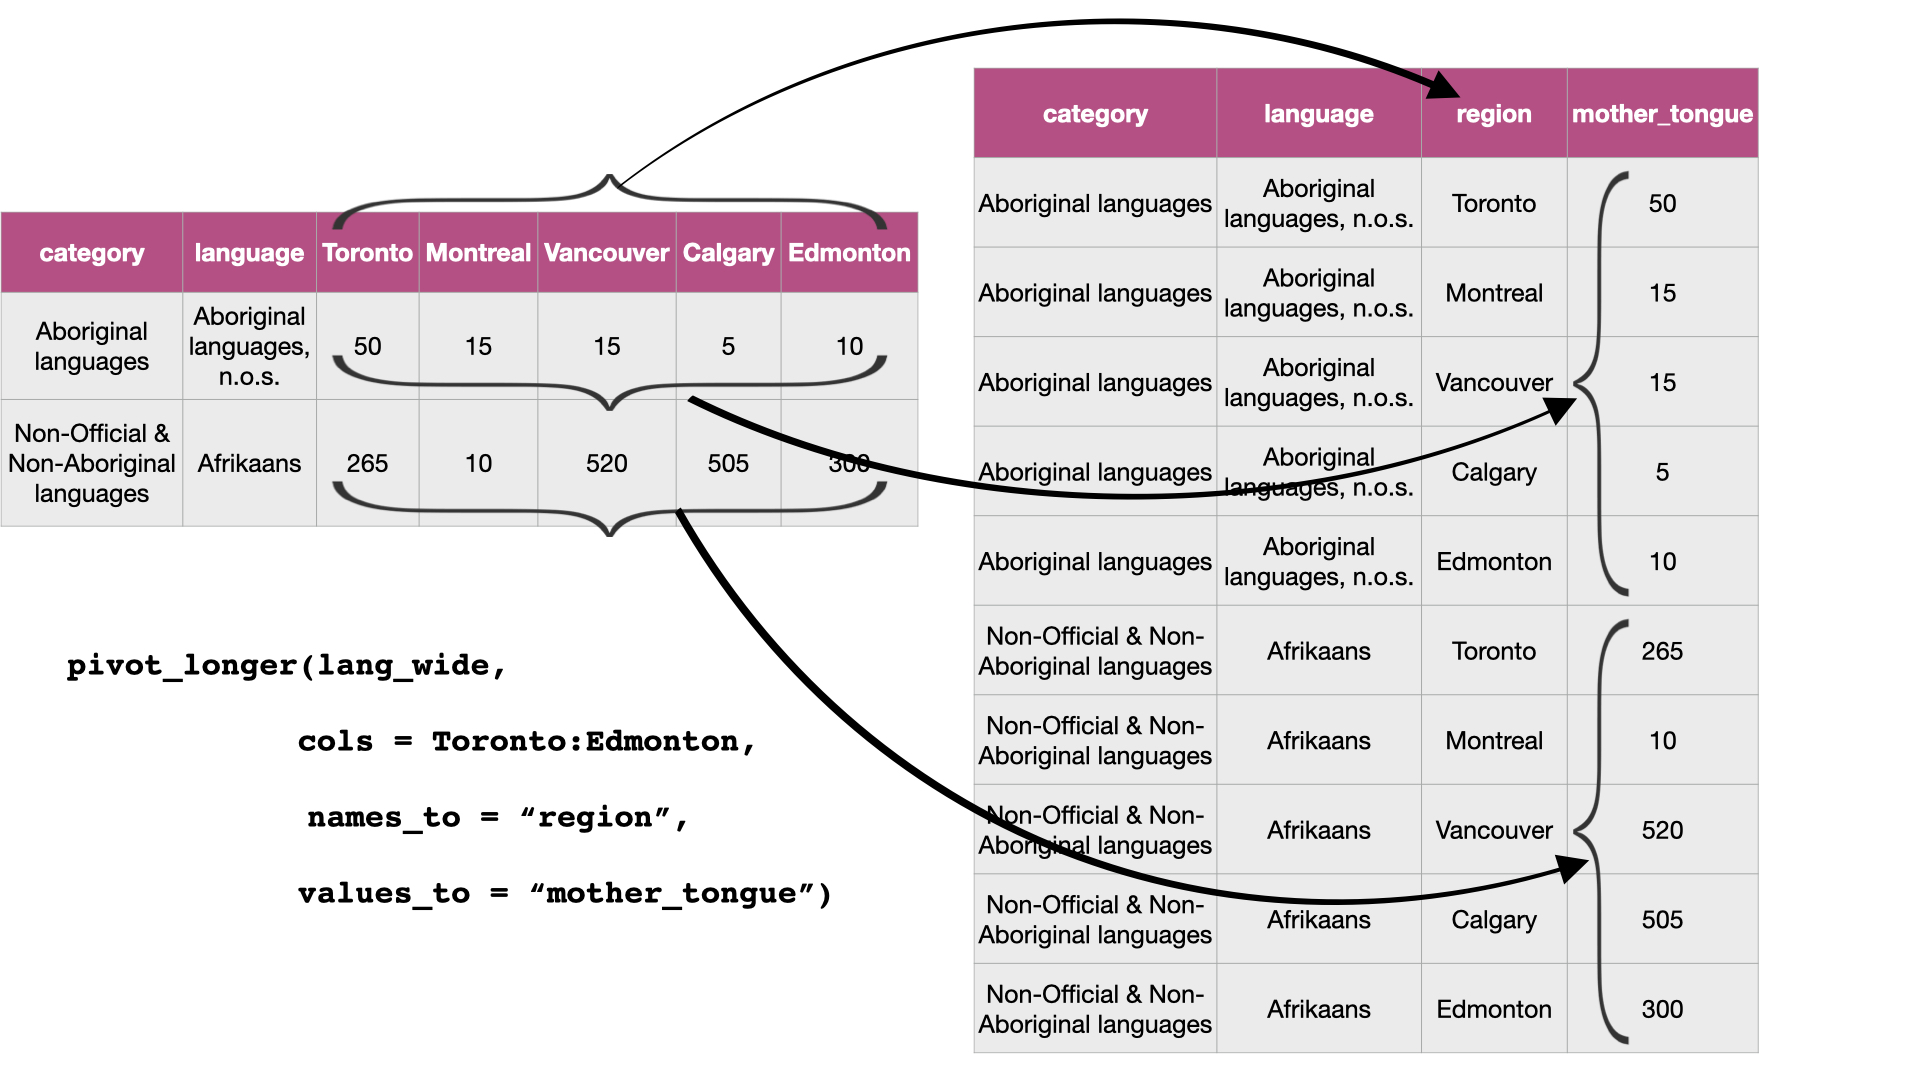 category language Toronto Montreal Vancouver Calgary Edmonton
Aboriginal languages Aboriginal languages, n.o.s. 50 15 15 5 10
Non-Official & Non-Aboriginal languages Afrikaans 265 10 520 505 300
pivot_longer(lang_wide,
cols = Toronto:Edmonton,
names_to = “region”,
values_to = “mother_tongue”)
category language region mother_tongue
Aboriginal languages Aboriginal languages, n.o.s. Toronto 50
Aboriginal languages Aboriginal languages, n.o.s. Montreal 15
Aboriginal languages Aboriginal languages, n.o.s. Vancouver 15
Aboriginal languages Aboriginal languages, n.o.s. Calgary 5
Aboriginal languages Aboriginal languages, n.o.s. Edmonton 10
Non-Official & Non-Aboriginal languages Afrikaans Toronto 265
Non-Official & Non-Aboriginal languages Afrikaans Montreal 10
Non-Official & Non-Aboriginal languages Afrikaans Vancouver 520
Non-Official & Non-Aboriginal languages Afrikaans Calgary 505
Non-Official & Non-Aboriginal languages Afrikaans Edmonton 300